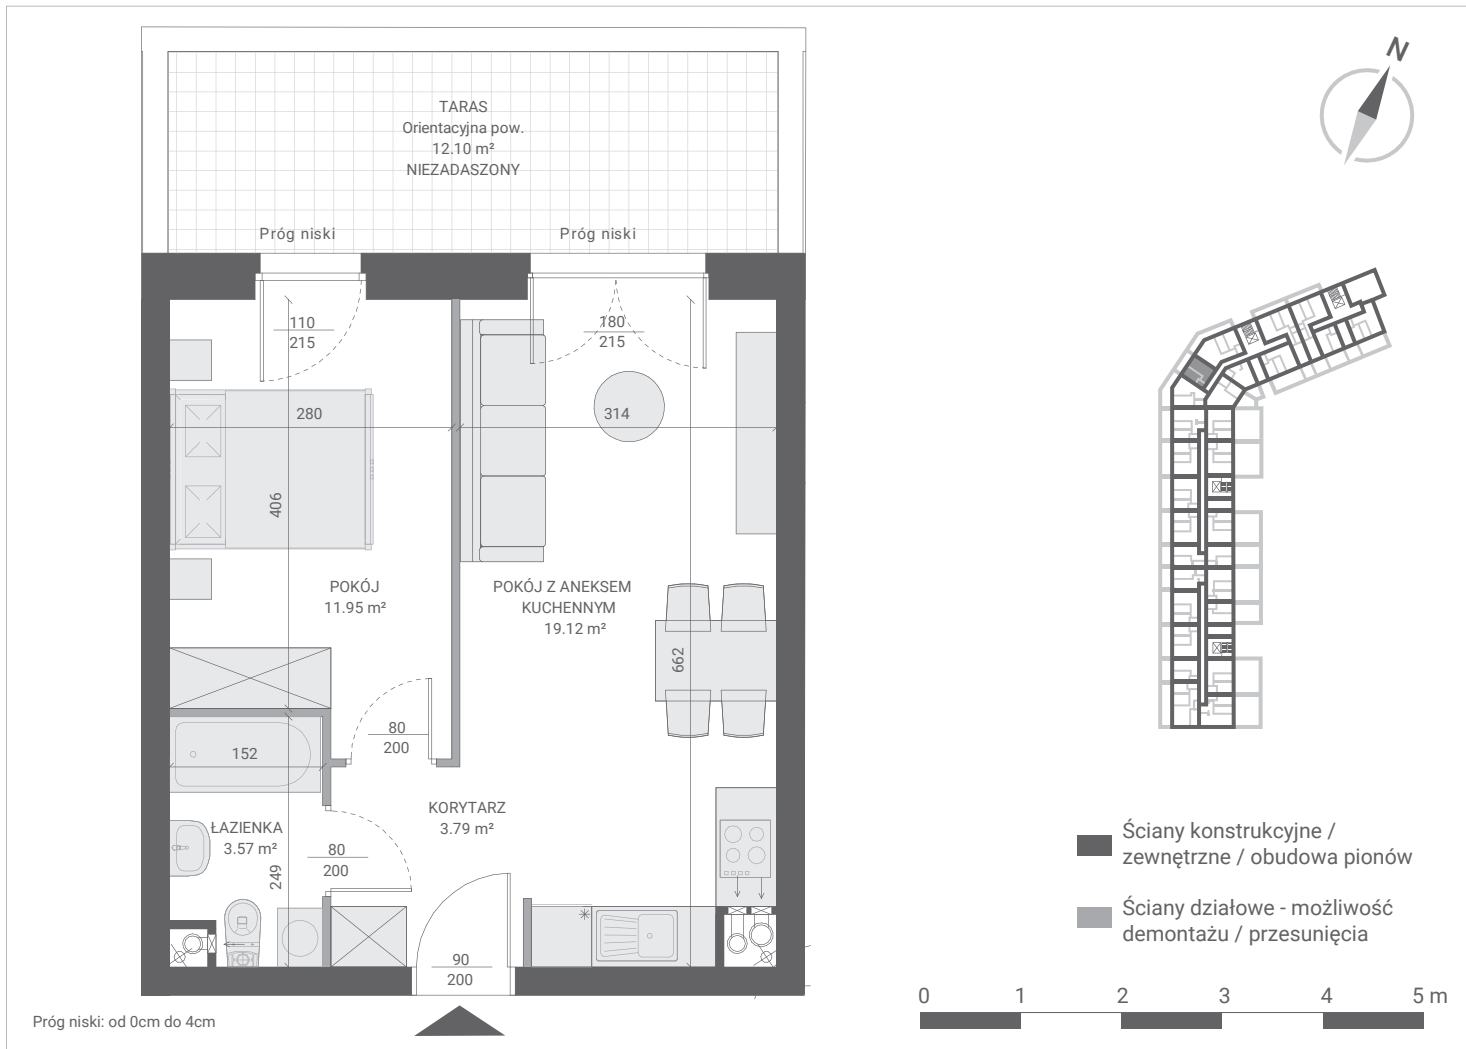 N
TARAS
Orientacyjna pow.
12.10 m²
NIEZADASZONY
Próg niski
Próg niski
110
215
180
215
280
314
406
POKÓJ
11.95 m²
POKÓJ Z ANEKSEM
KUCHENNYM
19.12 m²
662
80
200
152
KORYTARZ
3.79 m²
ŁAZIENKA
3.57 m²
80
200
249
90
200
Ściany konstrukcyjne /
zewnętrzne / obudowa pionów
Ściany działowe - możliwość
demontażu / przesunięcia
0 1 2 3 4 5 m
Próg niski: od 0cm do 4cm